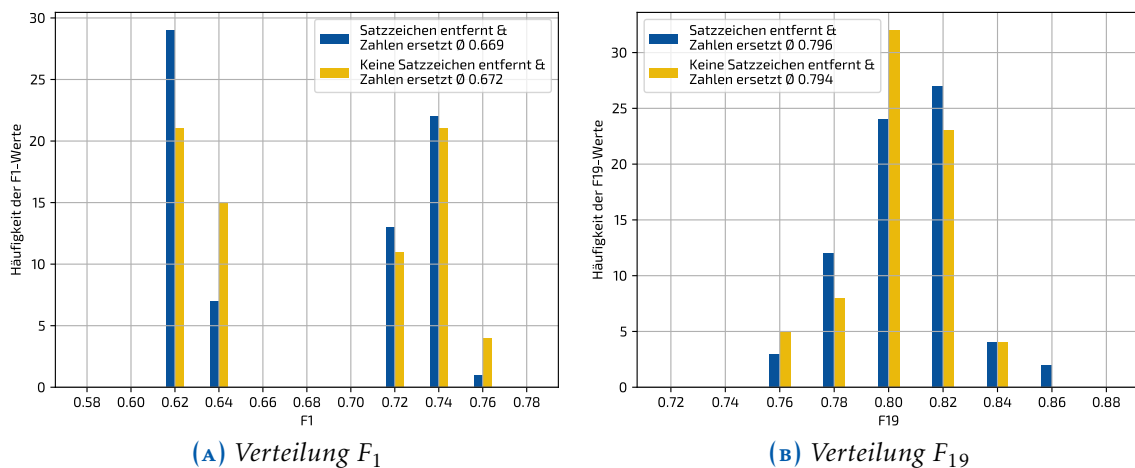 Häufigkeit der F1-Werte
30
25
20
15
10
5
0
Satzzeichen entfernt &
Zahlen ersetzt Ø 0.669
Keine Satzzeichen entfernt &
Zahlen ersetzt Ø 0.672
0.58 0.60 0.62 0.64 0.66 0.68 0.70 0.72 0.74 0.76 0.78
F1
(A) Verteilung F₁
Häufigkeit der F19-Werte
30
25
20
15
10
5
0
Satzzeichen entfernt &
Zahlen ersetzt Ø 0.796
Keine Satzzeichen entfernt &
Zahlen ersetzt Ø 0.794
0.72 0.74 0.76 0.78 0.80 0.82 0.84 0.86 0.88
F19
(B) Verteilung F₁₉